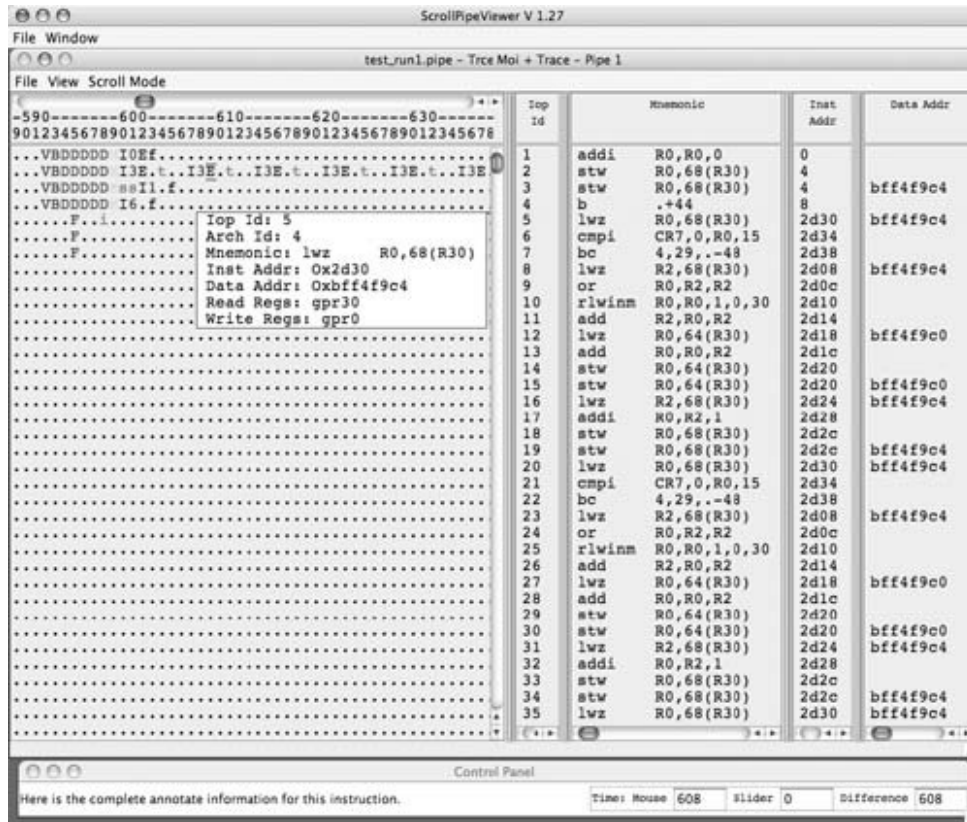 ScrollPipeViewer V 1.27
File Window
test_run1.pipe – Trce Moi + Trace – Pipe 1
File View Scroll Mode
-590-------600-------610-------620-------630------
Iop Id Mnemonic Inst Addr Data Addr
9012345678901234567890123456789012345678901234567 8
...VBDDDDD I0Ef
...VBDDDDD I3E.t..I3E.t..I3E.t..I3E.t..I3E.t..I3E
...VBDDDDD ssI1.f
...VBDDDDD I6.f
......F..i
......F
......F
Iop Id: 5
Arch Id: 4
Mnemonic: lwz R0,68(R30)
Inst Addr: 0x2d30
Data Addr: 0xbff4f9c4
Read Regs: gpr30
Write Regs: gpr0
1 addi R0,R0,0 0
2 stw R0,68(R30) 4
3 stw R0,68(R30) 4 bff4f9c4
4 b .+44 8
5 lwz R0,68(R30) 2d30 bff4f9c4
6 cmpi CR7,0,R0,15 2d34
7 bc 4,29,.-48 2d38
8 lwz R2,68(R30) 2d08 bff4f9c4
9 or R0,R2,R2 2d0c
10 rlwinm R0,R0,1,0,30 2d10
11 add R2,R0,R2 2d14
12 lwz R0,64(R30) 2d18 bff4f9c0
13 add R0,R0,R2 2d1c
14 stw R0,64(R30) 2d20
15 stw R0,64(R30) 2d20 bff4f9c0
16 lwz R2,68(R30) 2d24 bff4f9c4
17 addi R0,R2,1 2d28
18 stw R0,68(R30) 2d2c
19 stw R0,68(R30) 2d2c bff4f9c4
20 lwz R0,68(R30) 2d30 bff4f9c4
21 cmpi CR7,0,R0,15 2d34
22 bc 4,29,.-48 2d38
23 lwz R2,68(R30) 2d08 bff4f9c4
24 or R0,R2,R2 2d0c
25 rlwinm R0,R0,1,0,30 2d10
26 add R2,R0,R2 2d14
27 lwz R0,64(R30) 2d18 bff4f9c0
28 add R0,R0,R2 2d1c
29 stw R0,64(R30) 2d20
30 stw R0,64(R30) 2d20 bff4f9c0
31 lwz R2,68(R30) 2d24 bff4f9c4
32 addi R0,R2,1 2d28
33 stw R0,68(R30) 2d2c
34 stw R0,68(R30) 2d2c bff4f9c4
35 lwz R0,68(R30) 2d30 bff4f9c4
Control Panel
Here is the complete annotate information for this instruction.
Time: Mouse 608 Slider 0 Difference 608